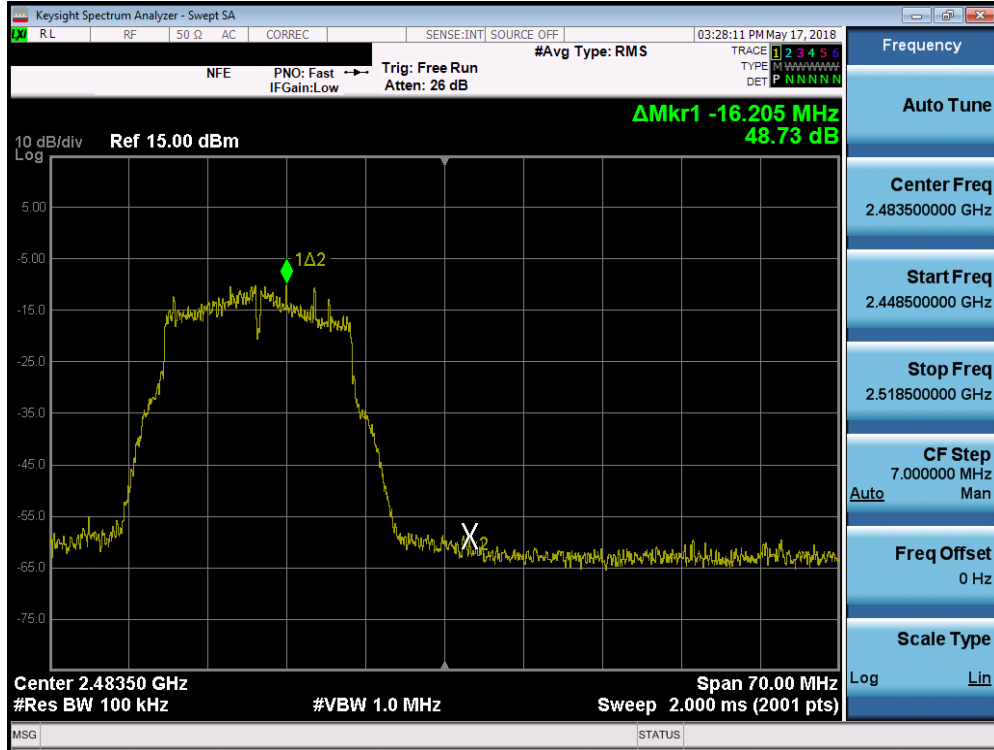 Keysight Spectrum Analyzer - Swept SA
LXI RL RF 50 Ω AC CORREC SENSE:INT SOURCE OFF 03:28:11 PM May 17, 2018
Frequency
#Avg Type: RMS TRACE 1 2 3 4 5 6
NFE PNO: Fast Trig: Free Run TYPE M W W W W W
IFGain:Low Atten: 26 dB DET P N N N N N
Auto Tune
ΔMkr1 -16.205 MHz
48.73 dB
10 dB/div Ref 15.00 dBm
Log
5.00
-5.00
-15.0
-25.0
-35.0
-45.0
-55.0
-65.0
-75.0
1Δ2
X2
Center Freq
2.483500000 GHz
Start Freq
2.448500000 GHz
Stop Freq
2.518500000 GHz
CF Step
7.000000 MHz
Auto Man
Freq Offset
0 Hz
Scale Type
Log Lin
Center 2.48350 GHz Span 70.00 MHz
#Res BW 100 kHz #VBW 1.0 MHz Sweep 2.000 ms (2001 pts)
MSG STATUS